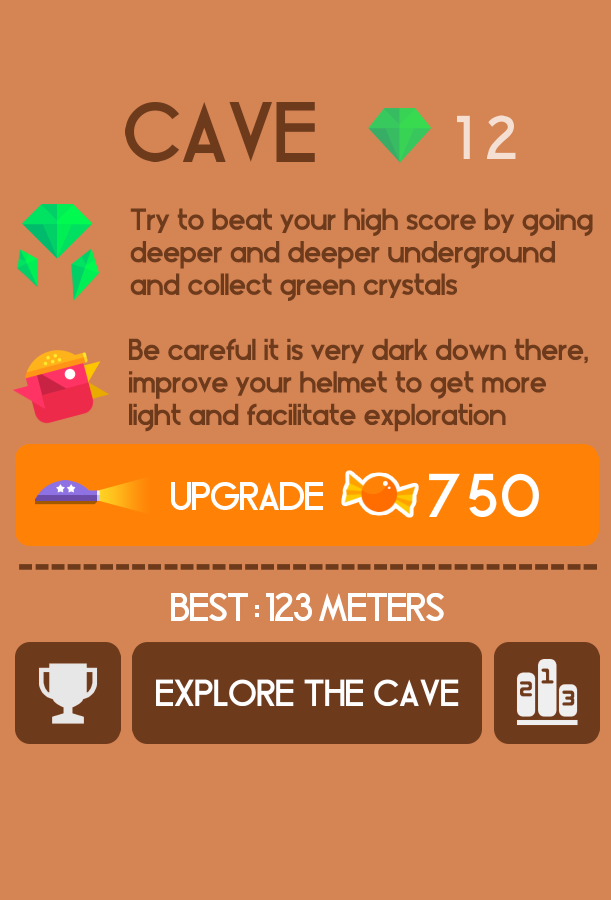 CAVE 12
Try to beat your high score by going
deeper and deeper underground
and collect green crystals
Be careful it is very dark down there,
improve your helmet to get more
light and facilitate exploration
UPGRADE 750
BEST : 123 METERS
EXPLORE THE CAVE
2 1 3